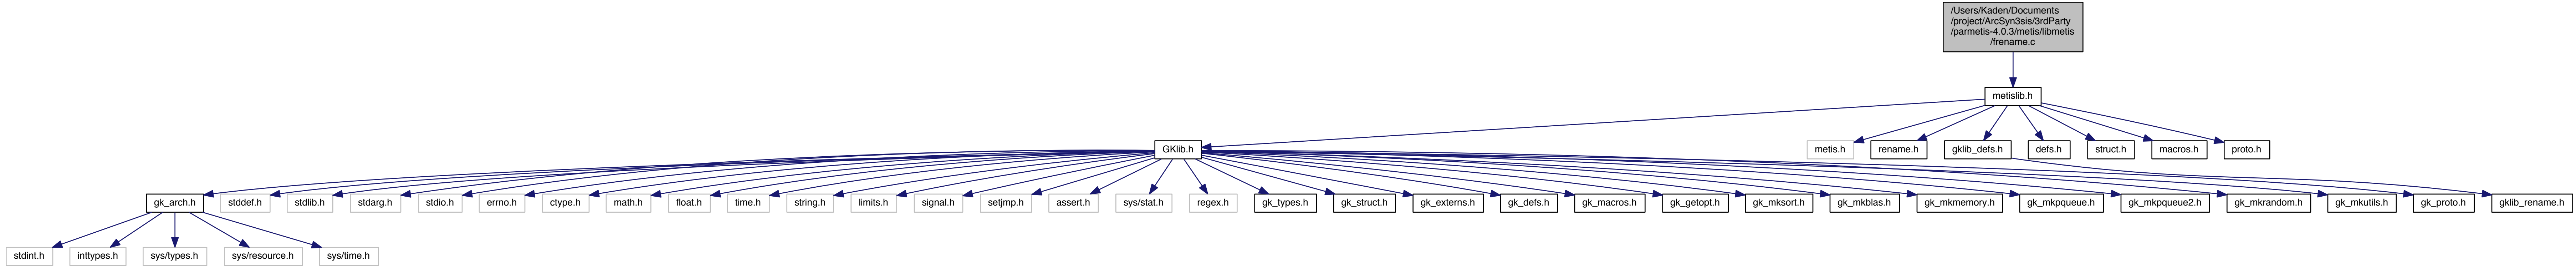 /Users/Kaden/Documents
/project/ArcSyn3sis/3rdParty
/parmetis-4.0.3/metis/libmetis
/frename.c
metislib.h
GKlib.h
metis.h
rename.h
gklib_defs.h
defs.h
struct.h
macros.h
proto.h
gk_arch.h
stddef.h
stdlib.h
stdarg.h
stdio.h
errno.h
ctype.h
math.h
float.h
time.h
string.h
limits.h
signal.h
setjmp.h
assert.h
sys/stat.h
regex.h
gk_types.h
gk_struct.h
gk_externs.h
gk_defs.h
gk_macros.h
gk_getopt.h
gk_mksort.h
gk_mkblas.h
gk_mkmemory.h
gk_mkpqueue.h
gk_mkpqueue2.h
gk_mkrandom.h
gk_mkutils.h
gk_proto.h
gklib_rename.h
stdint.h
inttypes.h
sys/types.h
sys/resource.h
sys/time.h